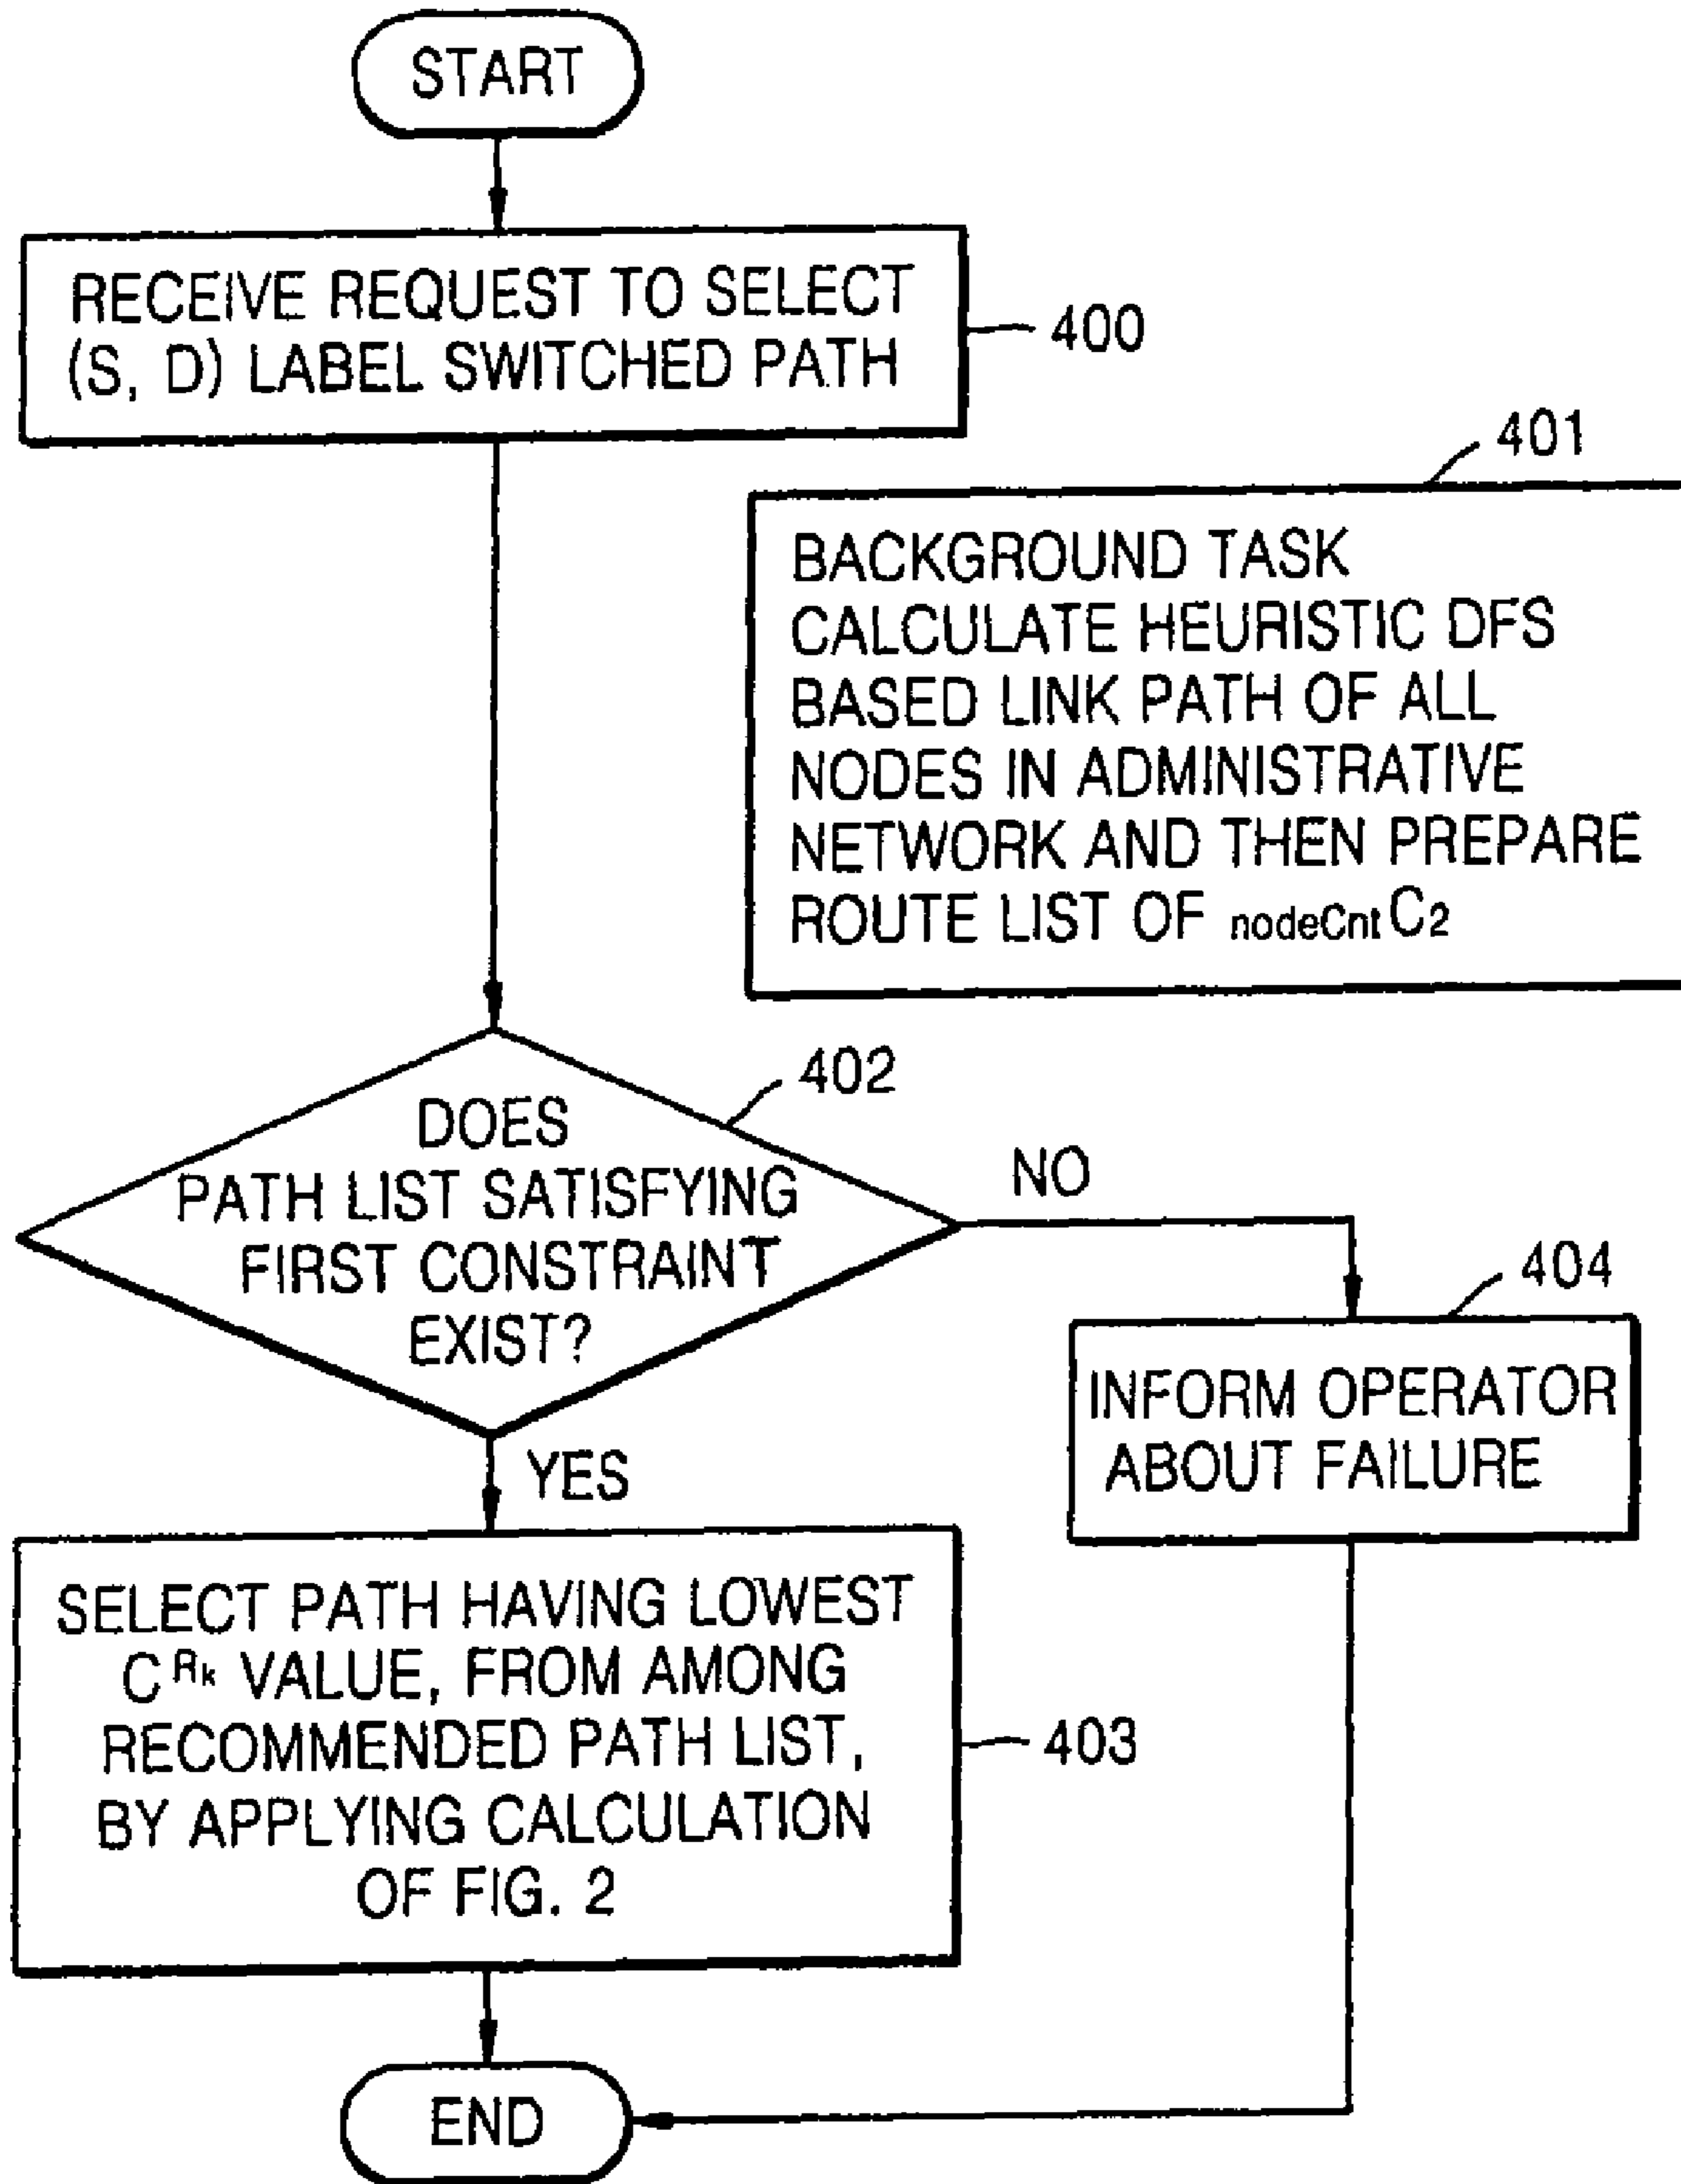 START
RECEIVE REQUEST TO SELECT
(S, D) LABEL SWITCHED PATH
400
401
BACKGROUND TASK
CALCULATE HEURISTIC DFS
BASED LINK PATH OF ALL
NODES IN ADMINISTRATIVE
NETWORK AND THEN PREPARE
ROUTE LIST OF nodeCntC2
402
DOES
PATH LIST SATISFYING
FIRST CONSTRAINT
EXIST?
NO
404
INFORM OPERATOR
ABOUT FAILURE
YES
SELECT PATH HAVING LOWEST
C^Rk VALUE, FROM AMONG
RECOMMENDED PATH LIST,
BY APPLYING CALCULATION
OF FIG. 2
403
END